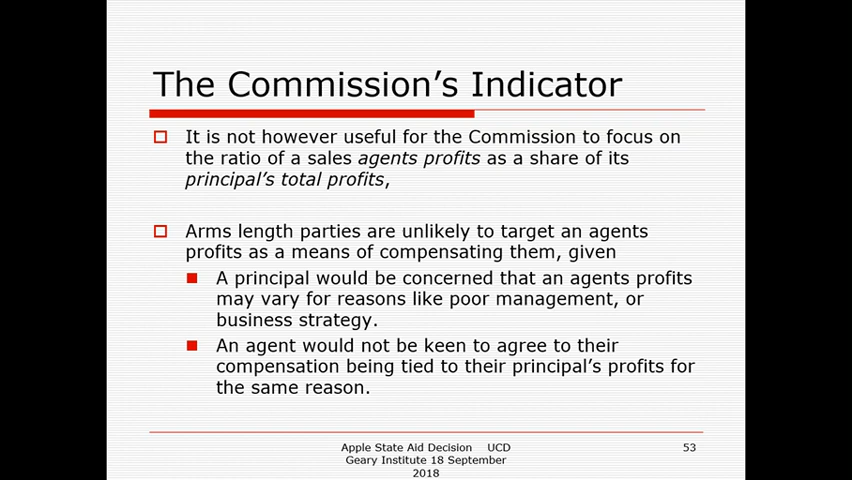 The Commission's Indicator
It is not however useful for the Commission to focus on
the ratio of a sales agents profits as a share of its
principal's total profits,
Arms length parties are unlikely to target an agents
profits as a means of compensating them, given
A principal would be concerned that an agents profits
may vary for reasons like poor management, or
business strategy.
An agent would not be keen to agree to their
compensation being tied to their principal's profits for
the same reason.
Apple State Aid Decision UCD
Geary Institute 18 September
2018
53